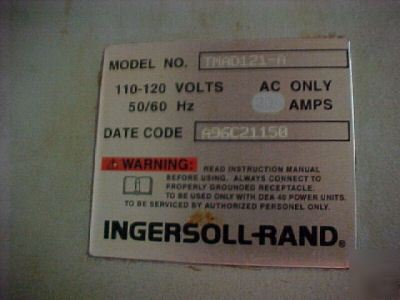 MODEL NO. TMAD121-A
110-120 VOLTS AC ONLY
50/60 Hz AMPS
DATE CODE A96C21150
⚠ WARNING: READ INSTRUCTION MANUAL
BEFORE USING. ALWAYS CONNECT TO
PROPERLY GROUNDED RECEPTACLE.
TO BE USED ONLY WITH DEA 40 POWER UNITS.
TO BE SERVICED BY AUTHORIZED PERSONEL ONLY.
INGERSOLL-RAND®